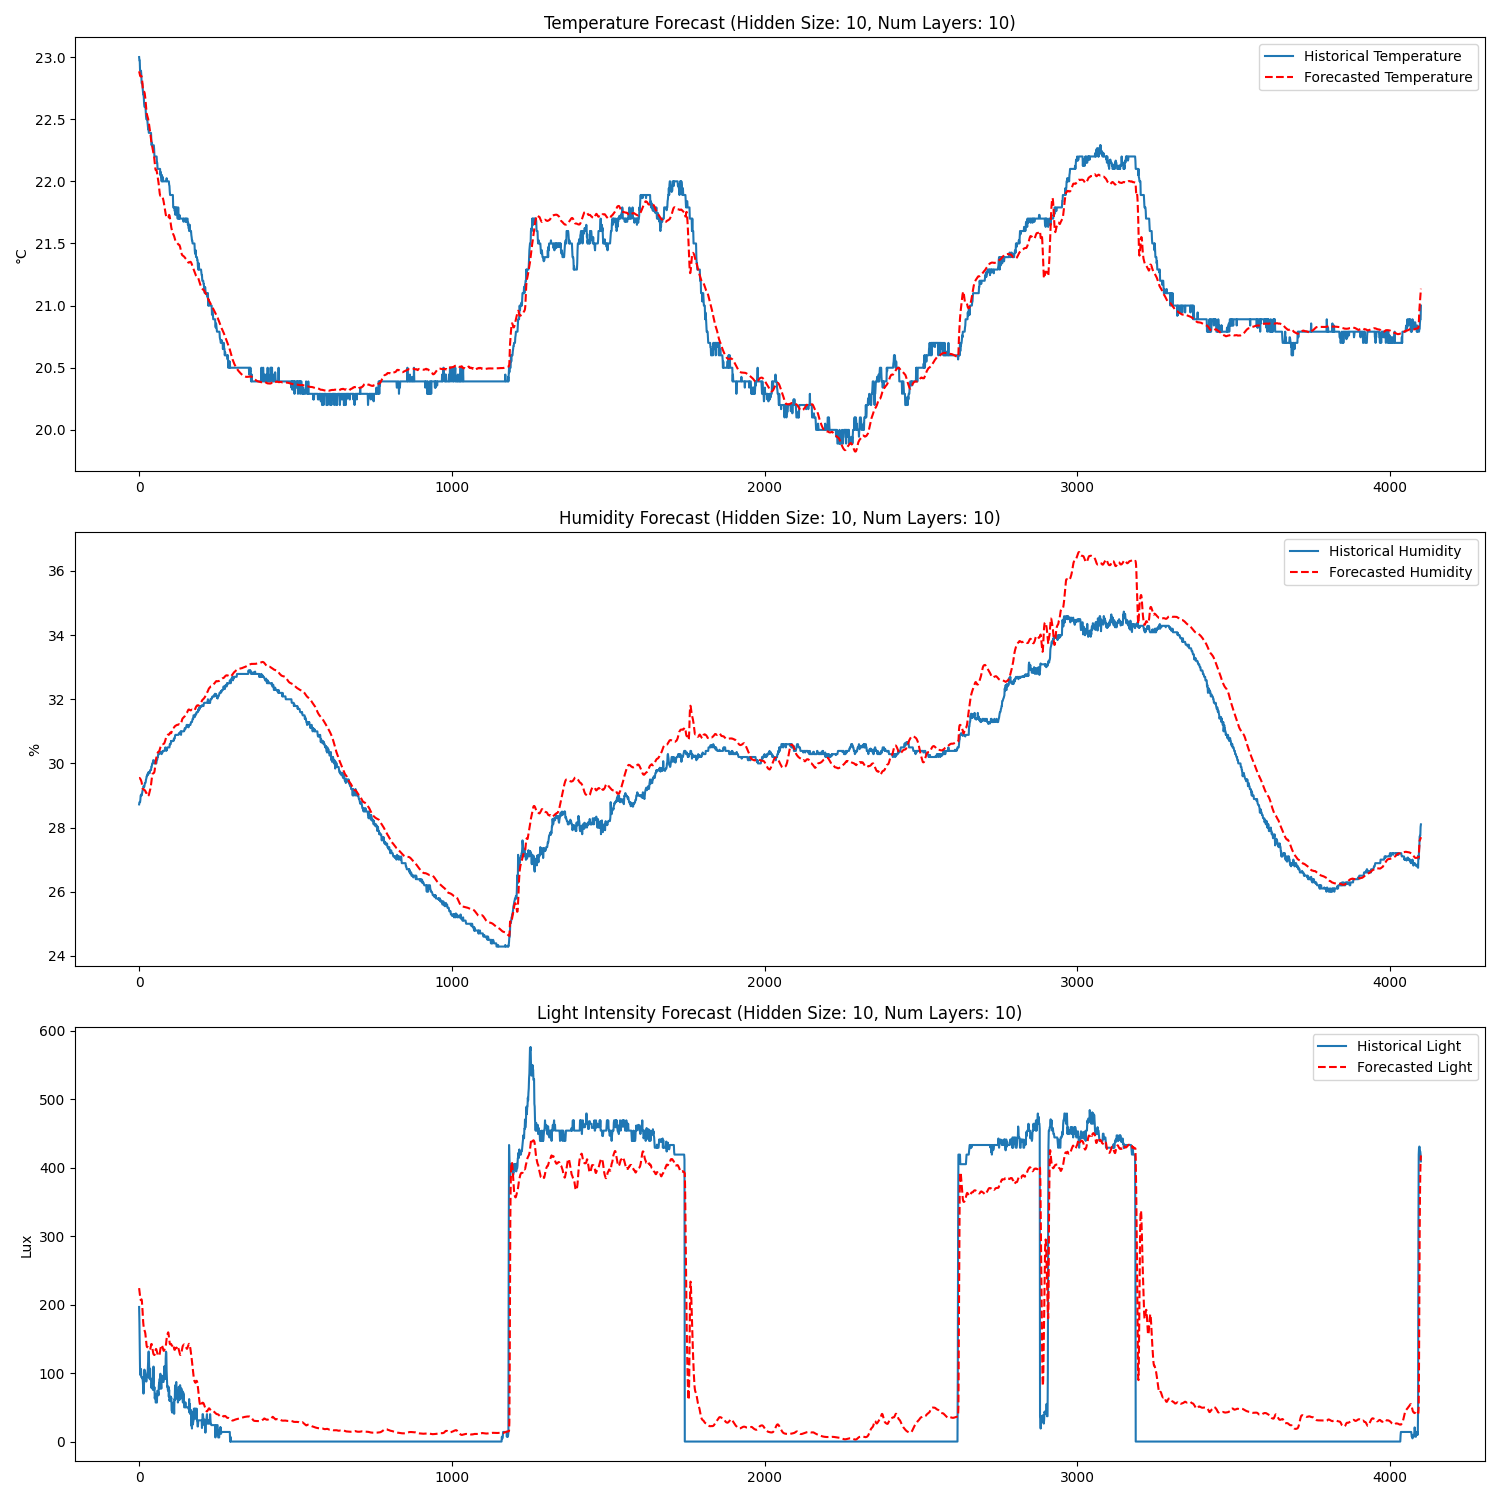 Temperature Forecast (Hidden Size: 10, Num Layers: 10)
Historical Temperature
Forecasted Temperature
°C
23.0
22.5
22.0
21.5
21.0
20.5
20.0
0 1000 2000 3000 4000
Humidity Forecast (Hidden Size: 10, Num Layers: 10)
Historical Humidity
Forecasted Humidity
%
36
34
32
30
28
26
24
0 1000 2000 3000 4000
Light Intensity Forecast (Hidden Size: 10, Num Layers: 10)
Historical Light
Forecasted Light
Lux
600
500
400
300
200
100
0
0 1000 2000 3000 4000